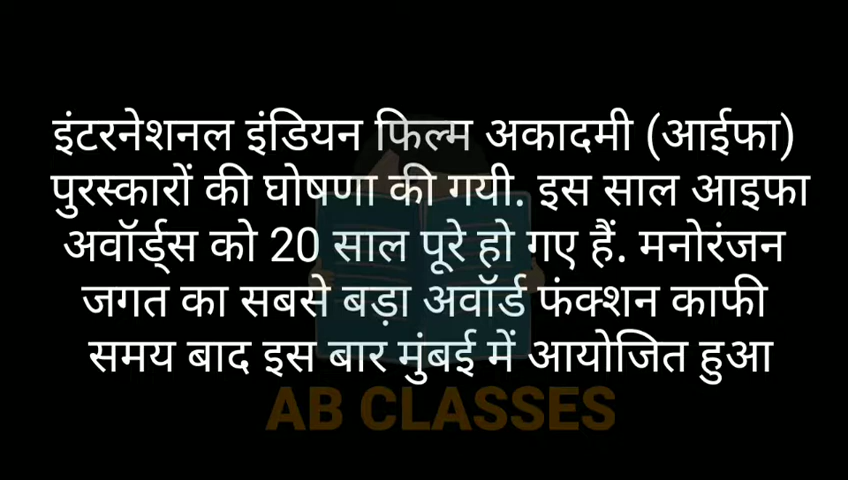 इंटरनेशनल इंडियन फिल्म अकादमी (आईफा)
पुरस्कारों की घोषणा की गयी. इस साल आइफा
अवॉर्ड्स को 20 साल पूरे हो गए हैं. मनोरंजन
जगत का सबसे बड़ा अवॉर्ड फंक्शन काफी
समय बाद इस बार मुंबई में आयोजित हुआ
AB CLASSES